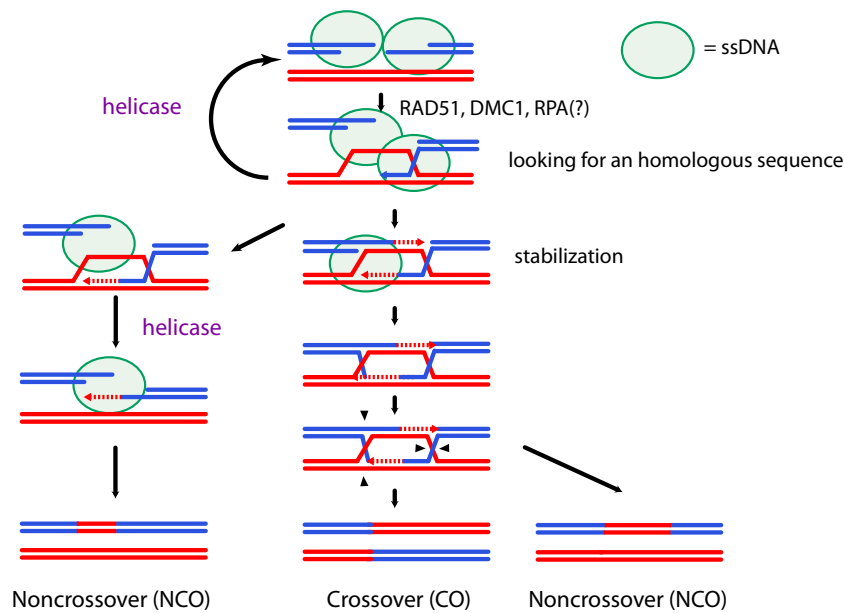 = ssDNA
helicase
RAD51, DMC1, RPA(?)
looking for an homologous sequence
stabilization
helicase
Noncrossover (NCO)
Crossover (CO)
Noncrossover (NCO)